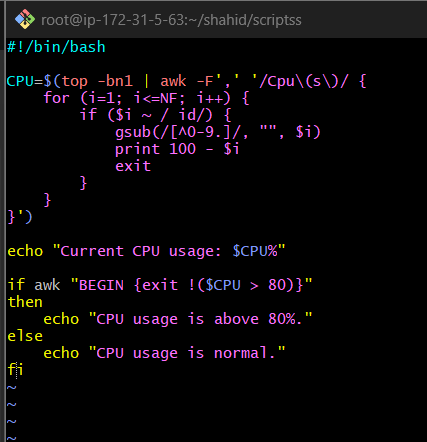 root@ip-172-31-5-63:~/shahid/scriptss
#!/bin/bash

CPU=$(top -bn1 | awk -F',' '/Cpu\(s\)/ {
    for (i=1; i<=NF; i++) {
        if ($i ~ / id/) {
            gsub(/[^0-9.]/, "", $i)
            print 100 - $i
            exit
        }
    }
}')

echo "Current CPU usage: $CPU%"

if awk "BEGIN {exit !($CPU > 80)}"
then
    echo "CPU usage is above 80%."
else
    echo "CPU usage is normal."
fi
~
~
~
~